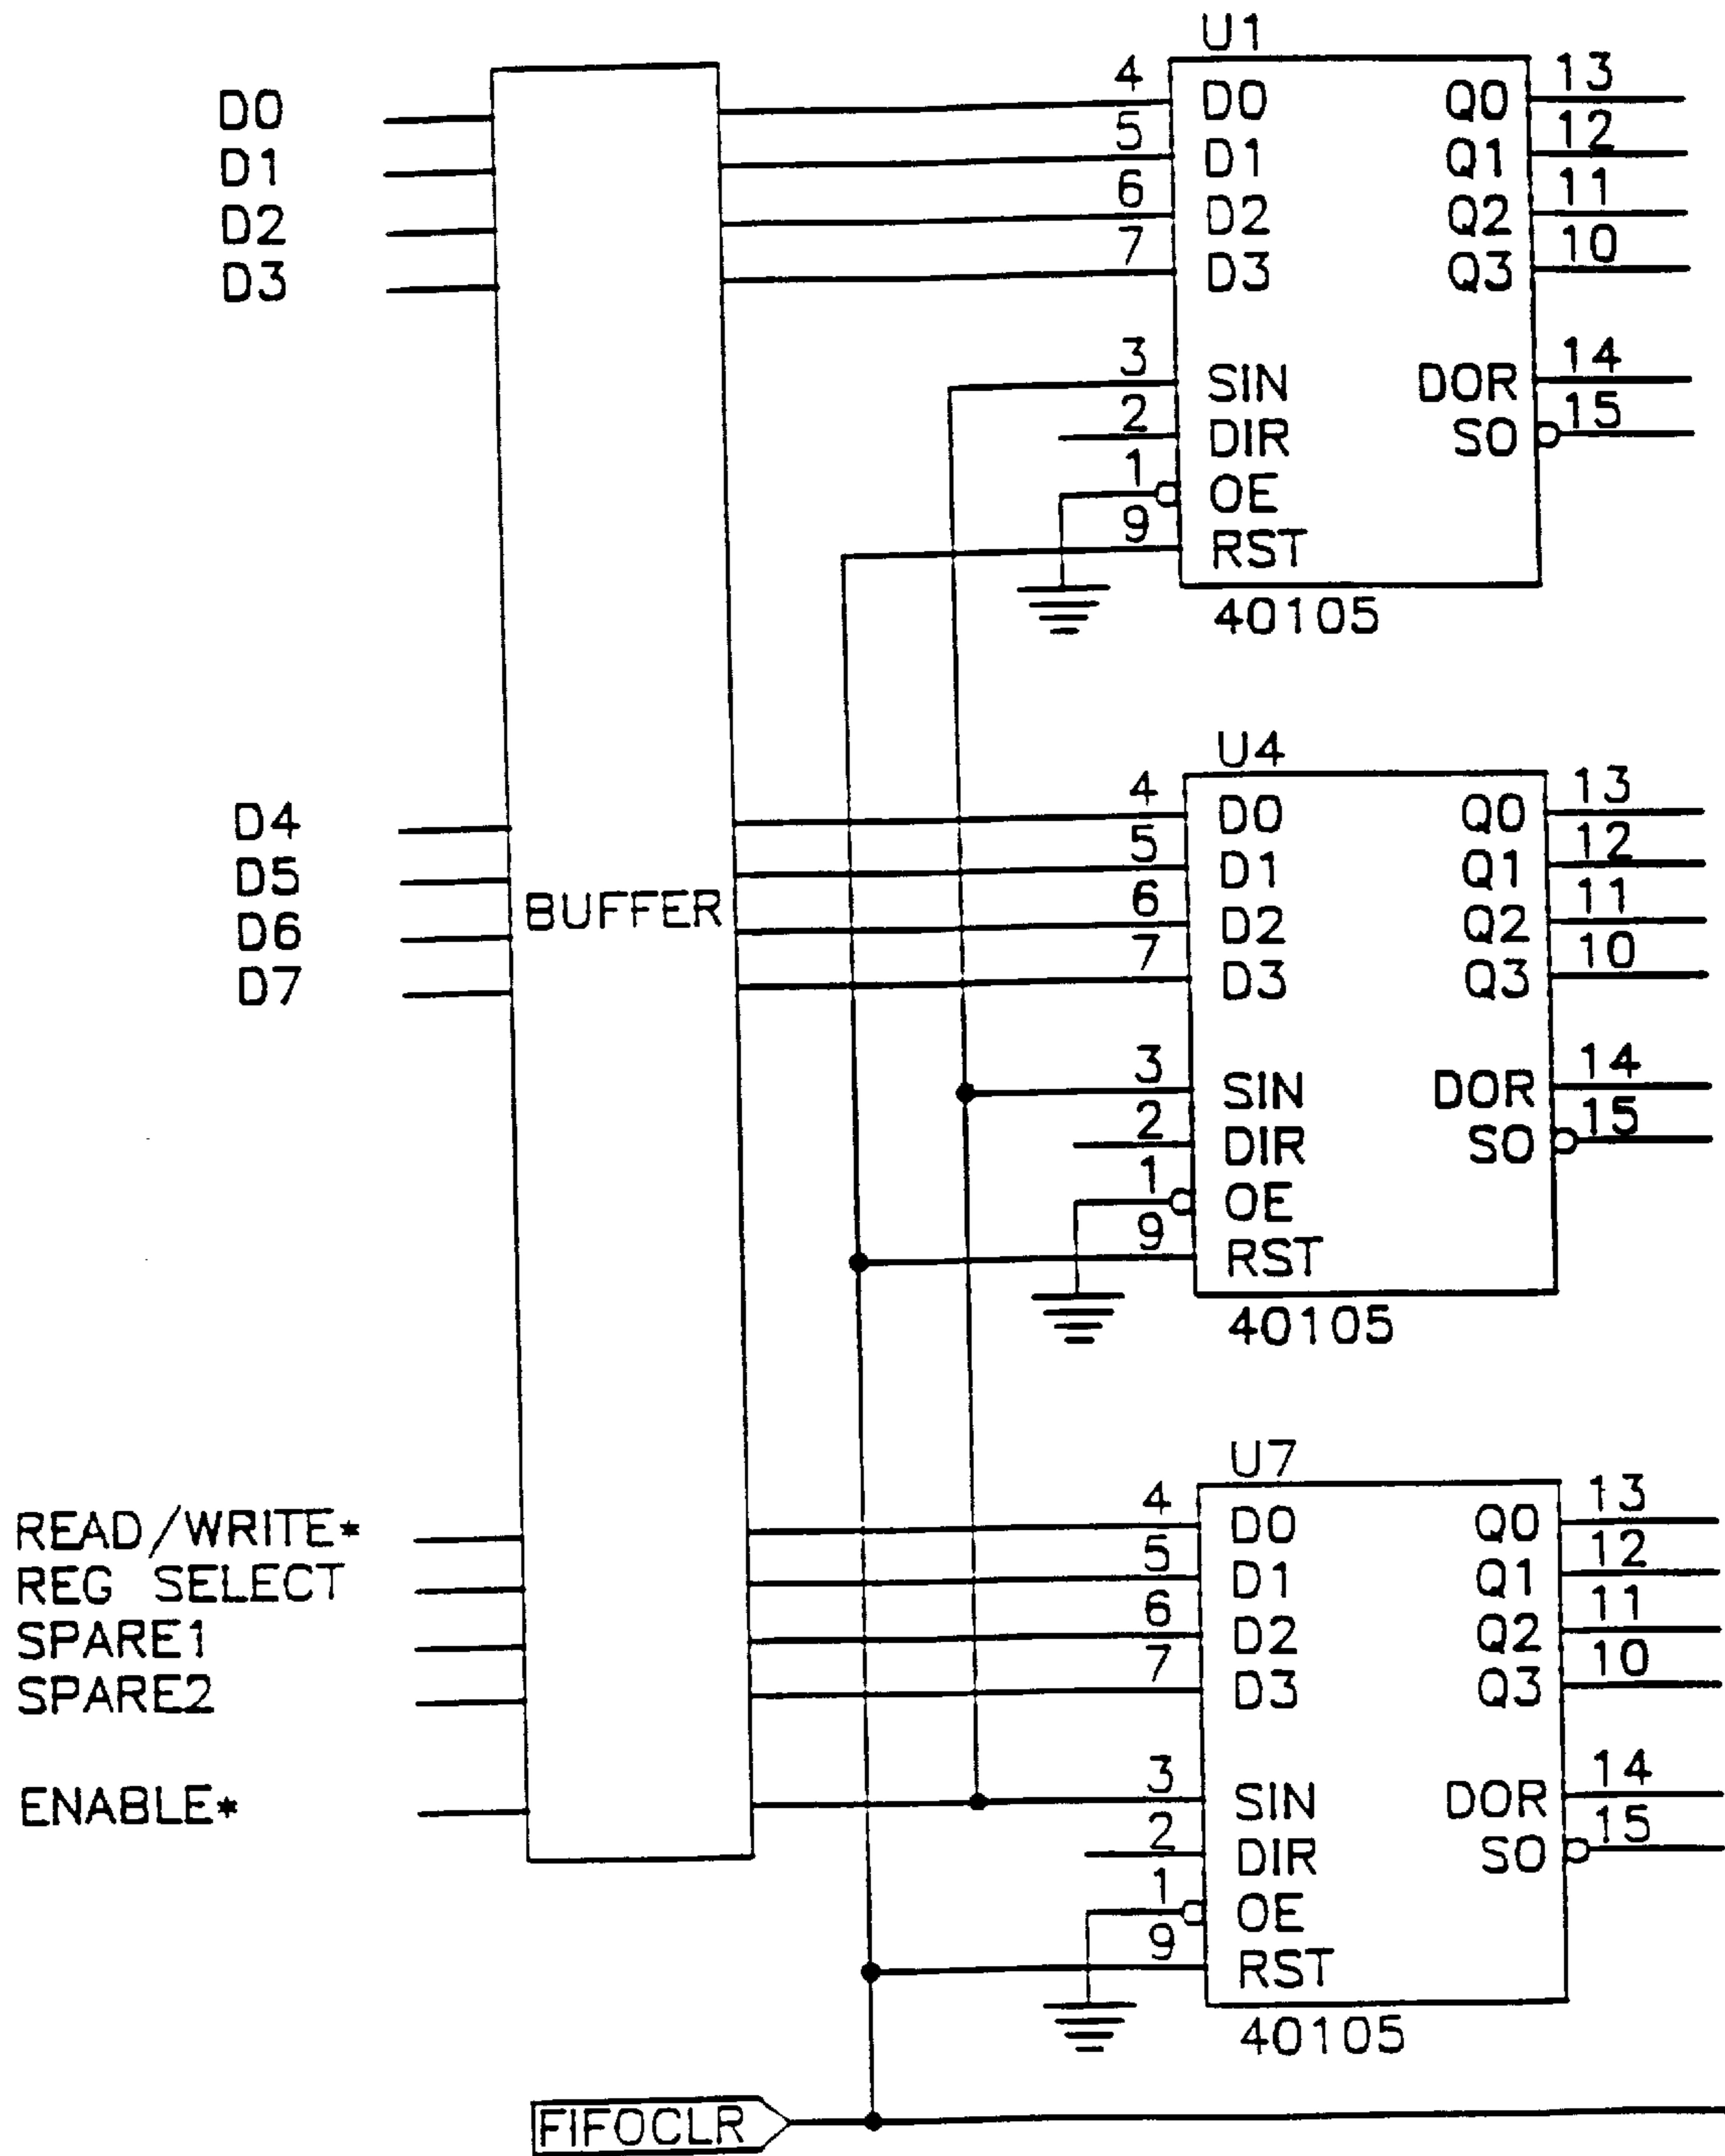 U1
D0 4 D0 Q0 13
D1 5 D1 Q1 12
D2 6 D2 Q2 11
D3 7 D3 Q3 10
3 SIN DOR 14
2 DIR SO 15
1 OE
9 RST
40105
U4
D4 4 D0 Q0 13
D5 5 D1 Q1 12
BUFFER
D6 6 D2 Q2 11
D7 7 D3 Q3 10
3 SIN DOR 14
2 DIR SO 15
1 OE
9 RST
40105
U7
READ/WRITE* 4 D0 Q0 13
REG SELECT 5 D1 Q1 12
SPARE1 6 D2 Q2 11
SPARE2 7 D3 Q3 10
ENABLE* 3 SIN DOR 14
2 DIR SO 15
1 OE
9 RST
40105
FIFOCLR